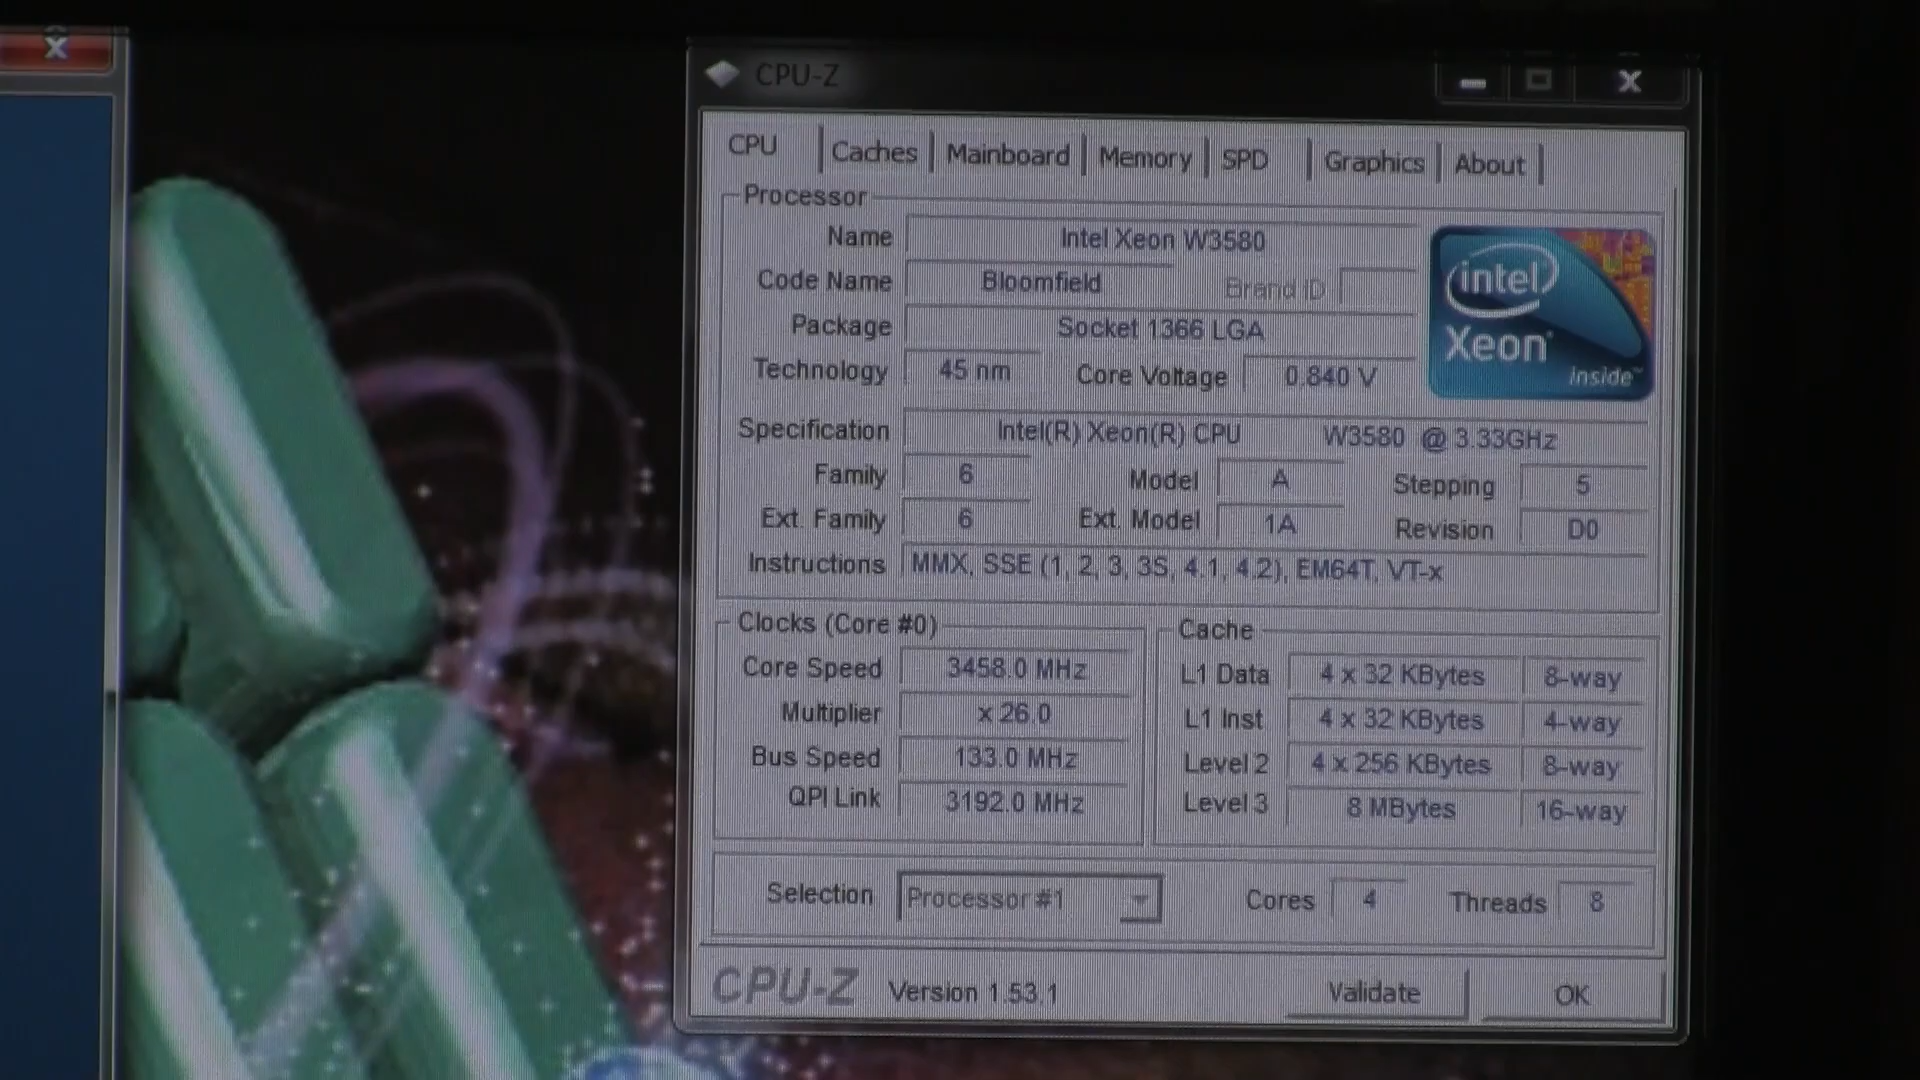 CPU-Z
CPU Caches Mainboard Memory SPD Graphics About
Processor
Name Intel Xeon W3580
Code Name Bloomfield Brand ID
Package Socket 1366 LGA
Technology 45 nm Core Voltage 0.840 V
intel Xeon inside™
Specification Intel(R) Xeon(R) CPU W3580 @ 3.33GHz
Family 6 Model A Stepping 5
Ext. Family 6 Ext. Model 1A Revision D0
Instructions MMX, SSE (1, 2, 3, 3S, 4.1, 4.2), EM64T, VT-x
Clocks (Core #0)
Core Speed 3458.0 MHz
Multiplier x 26.0
Bus Speed 133.0 MHz
QPI Link 3192.0 MHz
Cache
L1 Data 4 x 32 KBytes 8-way
L1 Inst 4 x 32 KBytes 4-way
Level 2 4 x 256 KBytes 8-way
Level 3 8 MBytes 16-way
Selection Processor #1 Cores 4 Threads 8
CPU-Z Version 1.53.1 Validate OK